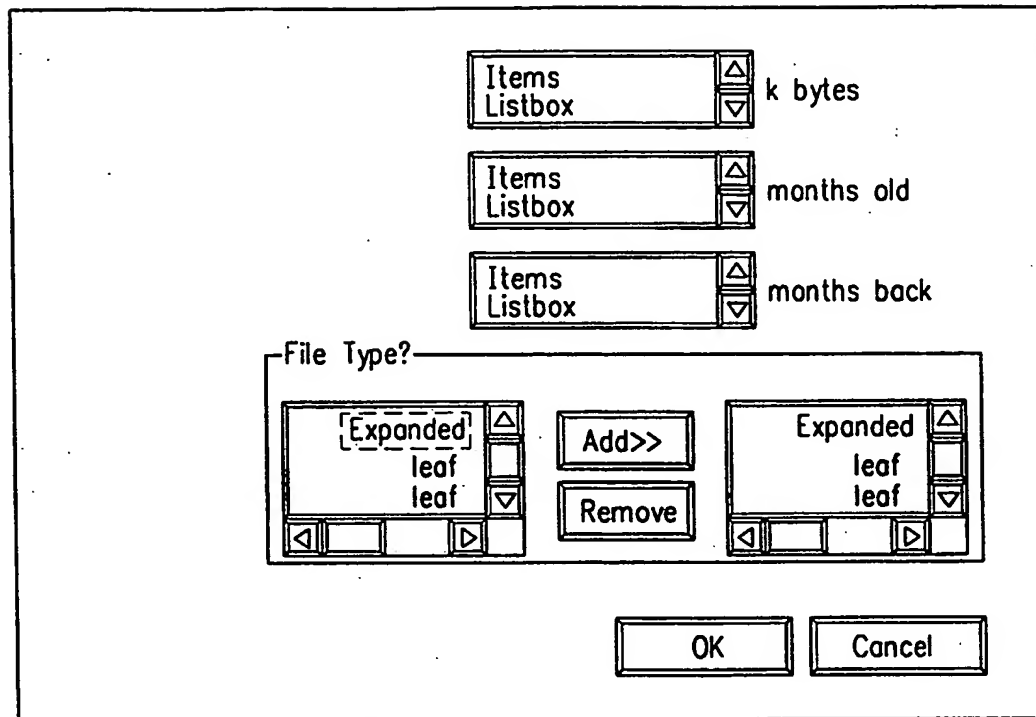 Items
Listbox
k bytes
Items
Listbox
months old
Items
Listbox
months back
File Type?
Expanded
leaf
leaf
Add>>
Remove
Expanded
leaf
leaf
OK
Cancel